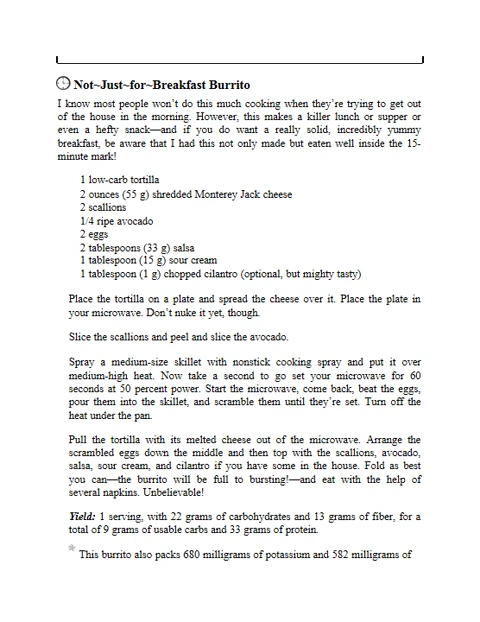 Not~Just~for~Breakfast Burrito
I know most people won’t do this much cooking when they’re trying to get out
of the house in the morning. However, this makes a killer lunch or supper or
even a hefty snack—and if you do want a really solid, incredibly yummy
breakfast, be aware that I had this not only made but eaten well inside the 15-
minute mark!
1 low-carb tortilla
2 ounces (55 g) shredded Monterey Jack cheese
2 scallions
1/4 ripe avocado
2 eggs
2 tablespoons (33 g) salsa
1 tablespoon (15 g) sour cream
1 tablespoon (1 g) chopped cilantro (optional, but mighty tasty)
Place the tortilla on a plate and spread the cheese over it. Place the plate in
your microwave. Don’t nuke it yet, though.
Slice the scallions and peel and slice the avocado.
Spray a medium-size skillet with nonstick cooking spray and put it over
medium-high heat. Now take a second to go set your microwave for 60
seconds at 50 percent power. Start the microwave, come back, beat the eggs,
pour them into the skillet, and scramble them until they’re set. Turn off the
heat under the pan.
Pull the tortilla with its melted cheese out of the microwave. Arrange the
scrambled eggs down the middle and then top with the scallions, avocado,
salsa, sour cream, and cilantro if you have some in the house. Fold as best
you can—the burrito will be full to bursting!—and eat with the help of
several napkins. Unbelievable!
Yield: 1 serving, with 22 grams of carbohydrates and 13 grams of fiber, for a
total of 9 grams of usable carbs and 33 grams of protein.
* This burrito also packs 680 milligrams of potassium and 582 milligrams of